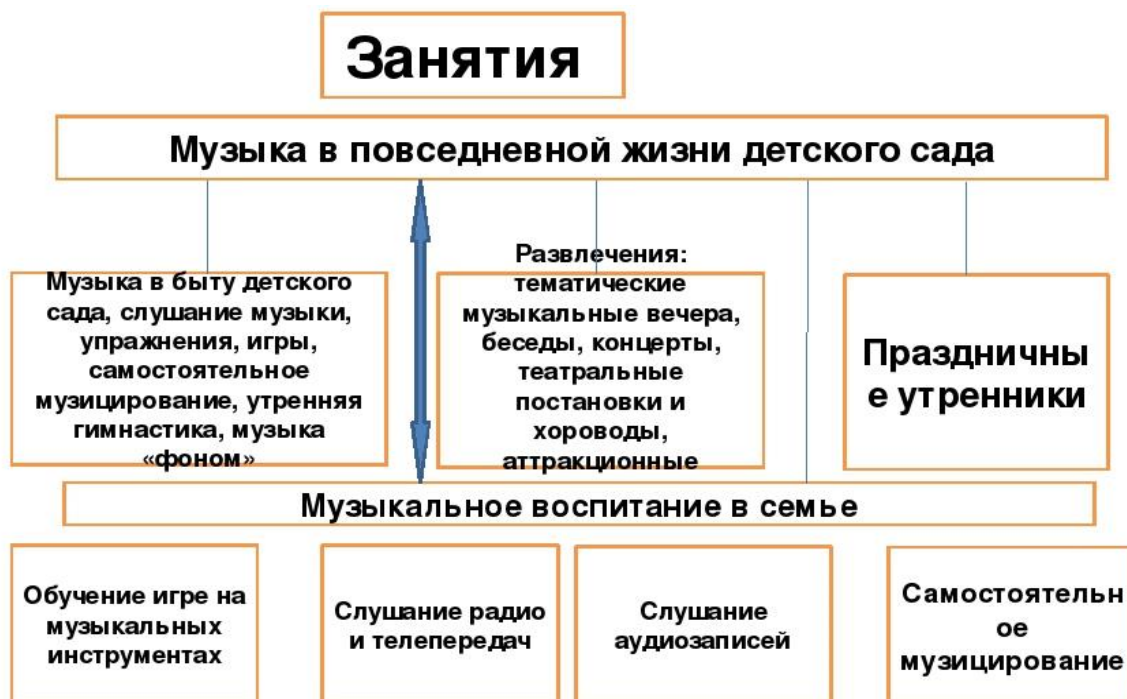 Занятия
Музыка в повседневной жизни детского сада
Музыка в быту детского
сада, слушание музыки,
упражнения, игры,
самостоятельное
музицирование, утренняя
гимнастика, музыка
«фоном»
Развлечения:
тематические
музыкальные вечера,
беседы, концерты,
театральные
постановки и
хороводы,
аттракционные
Праздничны
е утренники
Музыкальное воспитание в семье
Обучение игре на
музыкальных
инструментах
Слушание радио
и телепередач
Слушание
аудиозаписей
Самостоятельн
ое
музицирование